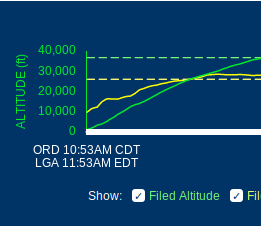 40,000
30,000
20,000
10,000
0
ALTITUDE (ft)
ORD 10:53AM CDT
LGA 11:53AM EDT
Show: Filed Altitude